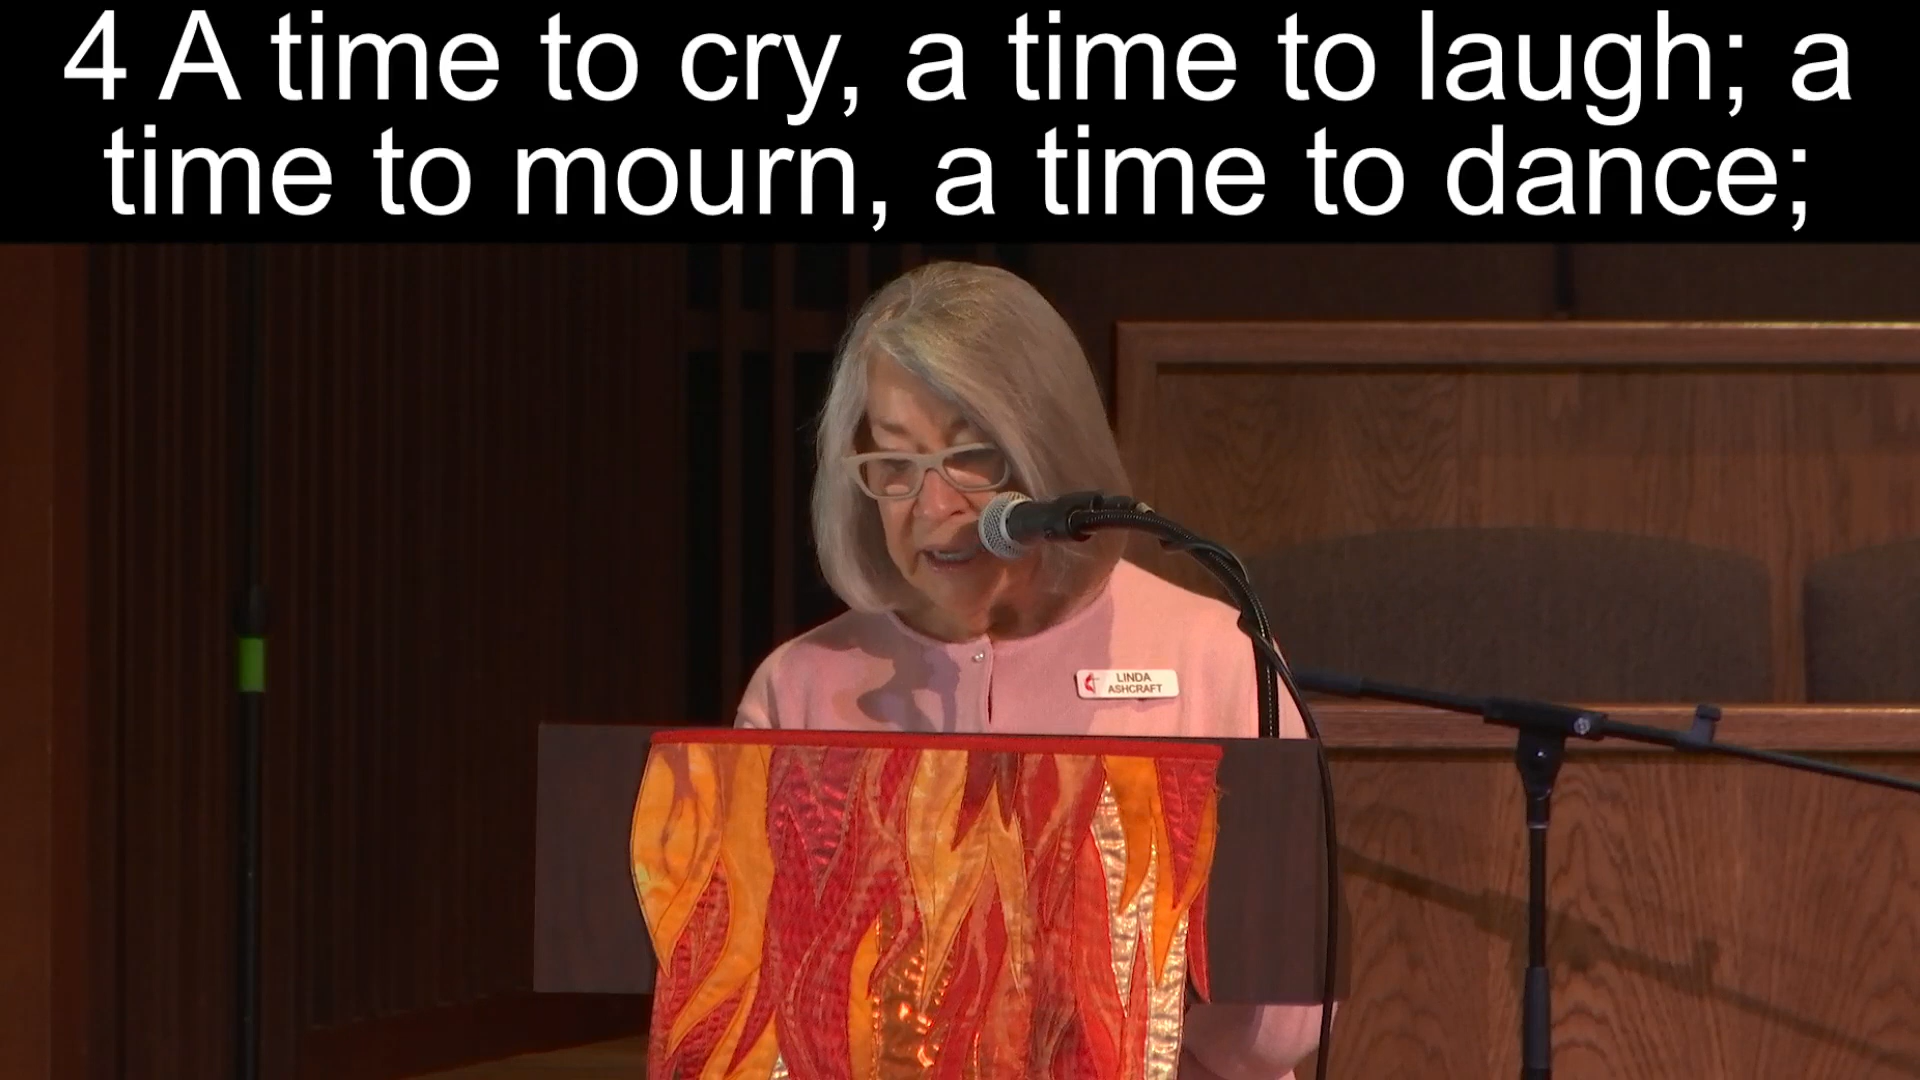 4 A time to cry, a time to laugh; a
time to mourn, a time to dance;
LINDA
ASHCRAFT